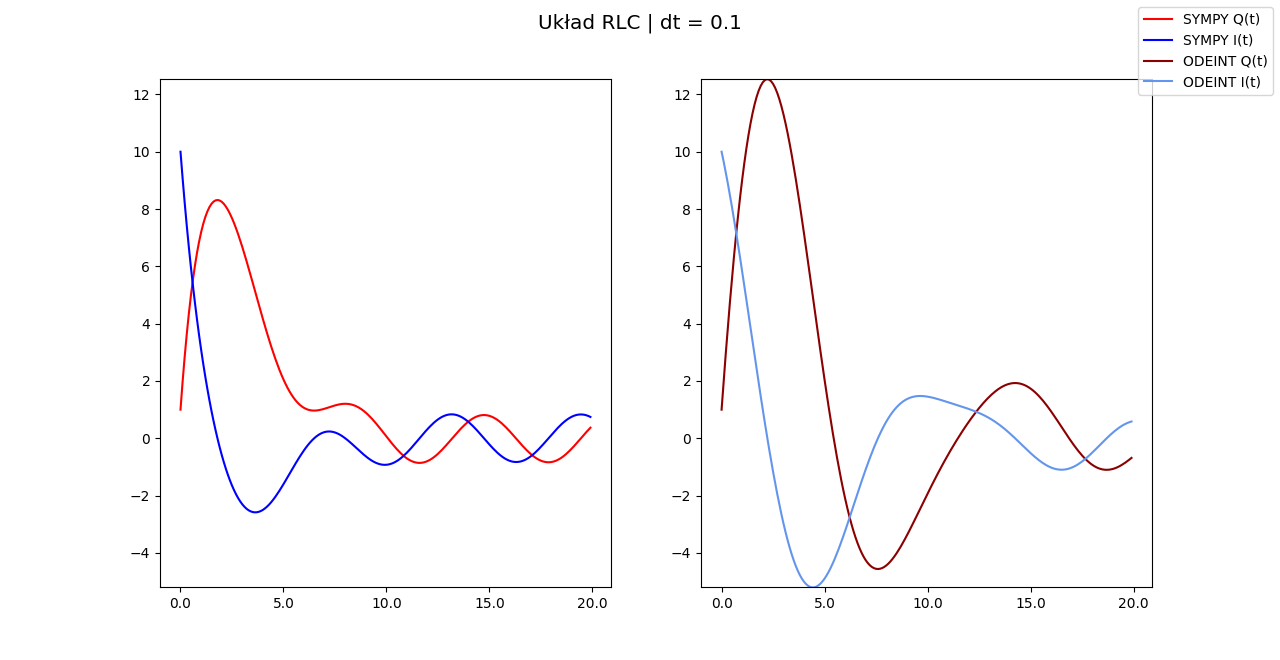 Układ RLC | dt = 0.1
SYMPY Q(t)
SYMPY I(t)
ODEINT Q(t)
ODEINT I(t)
12
10
8
6
4
2
0
−2
−4
0.0 5.0 10.0 15.0 20.0
12
10
8
6
4
2
0
−2
−4
0.0 5.0 10.0 15.0 20.0